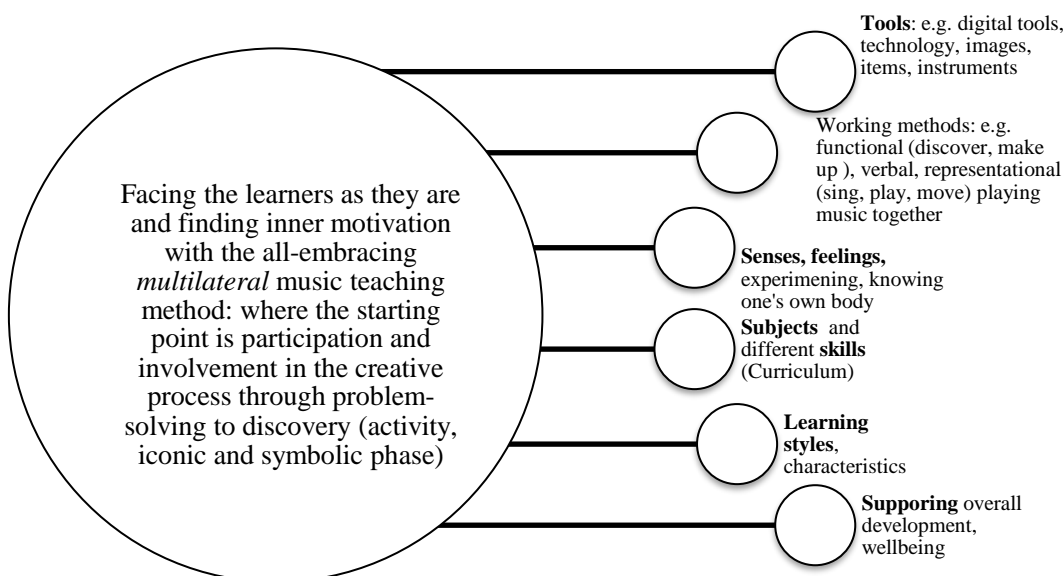 Facing the learners as they are
and finding inner motivation
with the all-embracing
multilateral music teaching
method: where the starting
point is participation and
involvement in the creative
process through problem-
solving to discovery (activity,
iconic and symbolic phase)
Tools: e.g. digital tools,
technology, images,
items, instruments
Working methods: e.g.
functional (discover, make
up ), verbal, representational
(sing, play, move) playing
music together
Senses, feelings,
experimening, knowing
one's own body
Subjects and
different skills
(Curriculum)
Learning
styles,
characteristics
Supporing overall
development,
wellbeing